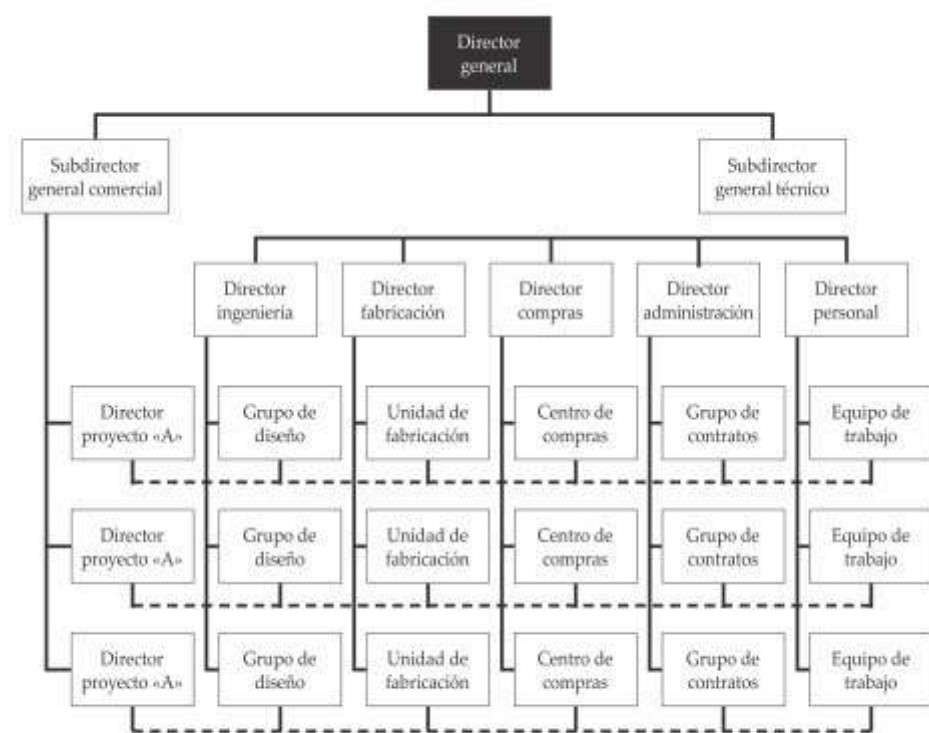 Director
general
Subdirector
general comercial
Subdirector
general técnico
Director
ingeniería
Director
fabricación
Director
compras
Director
administración
Director
personal
Director
proyecto «A»
Grupo de
diseño
Unidad de
fabricación
Centro de
compras
Grupo de
contratos
Equipo de
trabajo
Director
proyecto «A»
Grupo de
diseño
Unidad de
fabricación
Centro de
compras
Grupo de
contratos
Equipo de
trabajo
Director
proyecto «A»
Grupo de
diseño
Unidad de
fabricación
Centro de
compras
Grupo de
contratos
Equipo de
trabajo